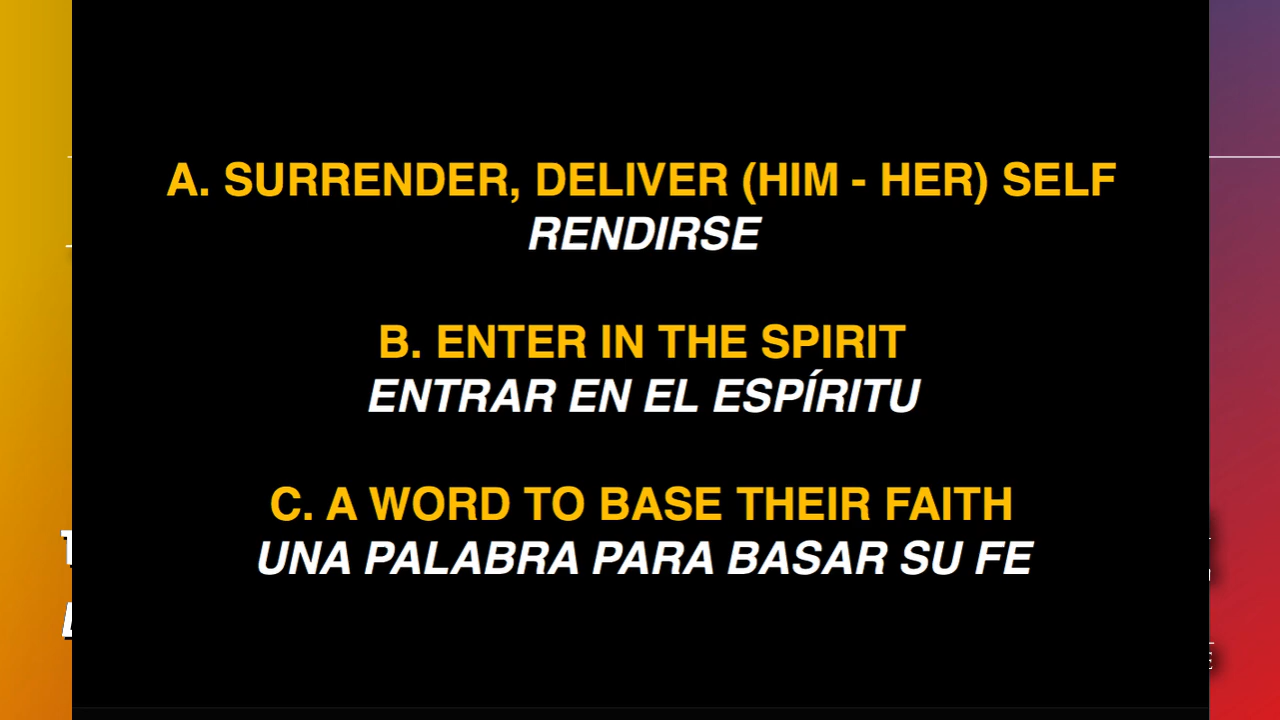 A. SURRENDER, DELIVER (HIM - HER) SELF
RENDIRSE
B. ENTER IN THE SPIRIT
ENTRAR EN EL ESPÍRITU
C. A WORD TO BASE THEIR FAITH
UNA PALABRA PARA BASAR SU FE